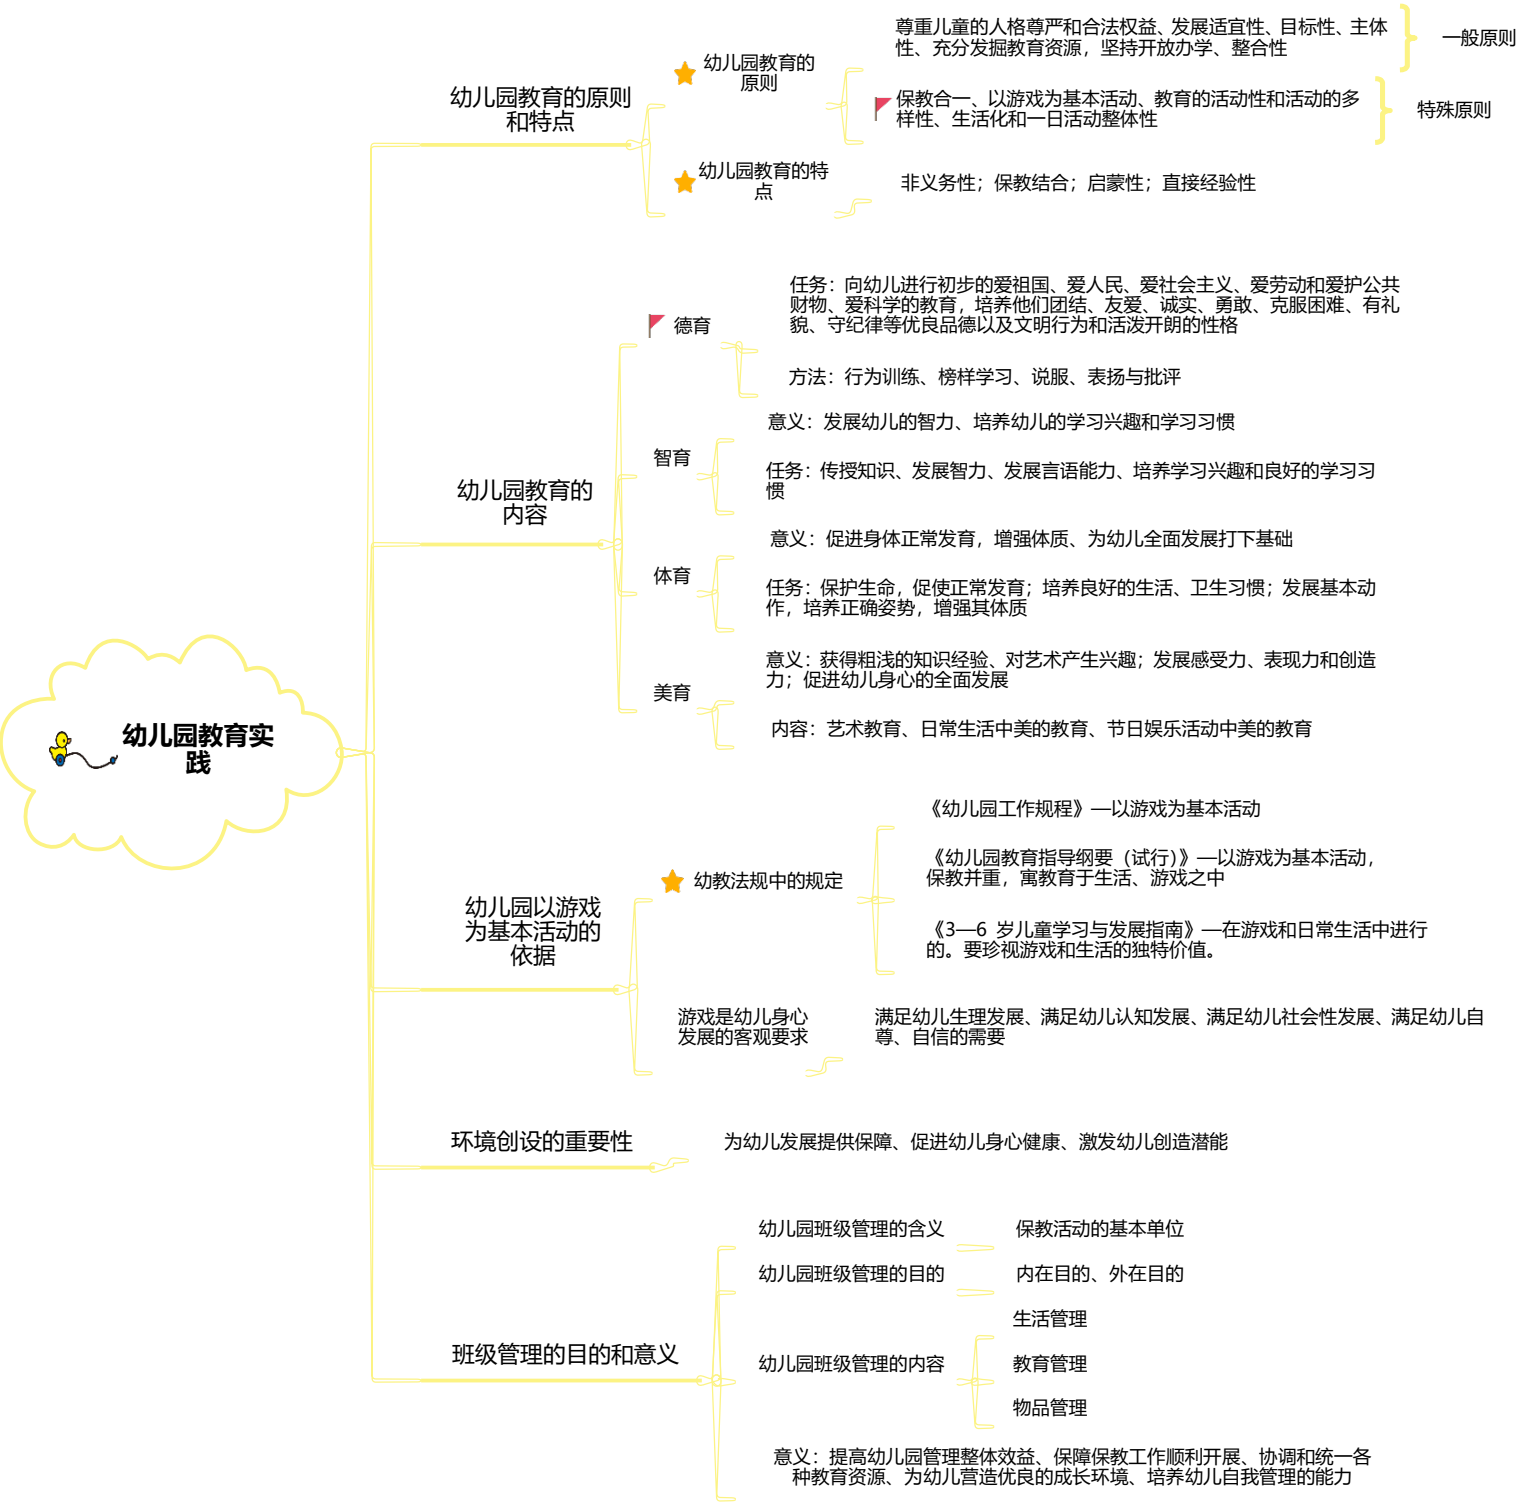 幼儿园教育实
践
幼儿园教育的原则
和特点
幼儿园教育的
原则
尊重儿童的人格尊严和合法权益、发展适宜性、目标性、主体
性、充分发掘教育资源，坚持开放办学、整合性
一般原则
保教合一、以游戏为基本活动、教育的活动性和活动的多
样性、生活化和一日活动整体性
特殊原则
幼儿园教育的特
点
非义务性；保教结合；启蒙性；直接经验性
幼儿园教育的
内容
德育
任务：向幼儿进行初步的爱祖国、爱人民、爱社会主义、爱劳动和爱护公共
财物、爱科学的教育，培养他们团结、友爱、诚实、勇敢、克服困难、有礼
貌、守纪律等优良品德以及文明行为和活泼开朗的性格
方法：行为训练、榜样学习、说服、表扬与批评
智育
意义：发展幼儿的智力、培养幼儿的学习兴趣和学习习惯
任务：传授知识、发展智力、发展言语能力、培养学习兴趣和良好的学习习
惯
体育
意义：促进身体正常发育，增强体质、为幼儿全面发展打下基础
任务：保护生命，促使正常发育；培养良好的生活、卫生习惯；发展基本动
作，培养正确姿势，增强其体质
美育
意义：获得粗浅的知识经验、对艺术产生兴趣；发展感受力、表现力和创造
力；促进幼儿身心的全面发展
内容：艺术教育、日常生活中美的教育、节日娱乐活动中美的教育
幼儿园以游戏
为基本活动的
依据
幼教法规中的规定
《幼儿园工作规程》—以游戏为基本活动
《幼儿园教育指导纲要（试行）》—以游戏为基本活动，
保教并重，寓教育于生活、游戏之中
《3—6 岁儿童学习与发展指南》—在游戏和日常生活中进行
的。要珍视游戏和生活的独特价值。
游戏是幼儿身心
发展的客观要求
满足幼儿生理发展、满足幼儿认知发展、满足幼儿社会性发展、满足幼儿自
尊、自信的需要
环境创设的重要性
为幼儿发展提供保障、促进幼儿身心健康、激发幼儿创造潜能
班级管理的目的和意义
幼儿园班级管理的含义
保教活动的基本单位
幼儿园班级管理的目的
内在目的、外在目的
幼儿园班级管理的内容
生活管理
教育管理
物品管理
意义：提高幼儿园管理整体效益、保障保教工作顺利开展、协调和统一各
种教育资源、为幼儿营造优良的成长环境、培养幼儿自我管理的能力